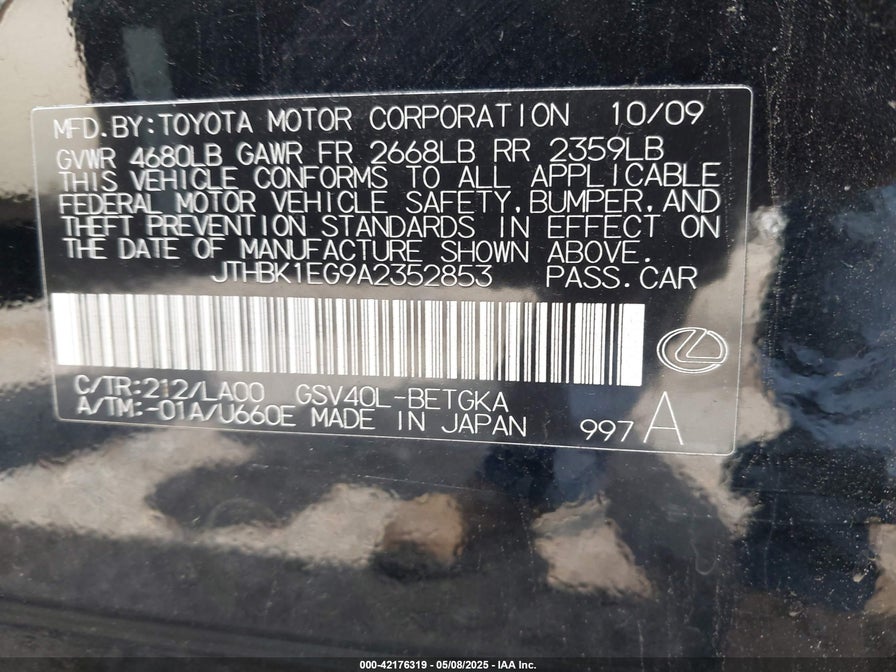 MFD.BY:TOYOTA MOTOR CORPORATION 10/09
GVWR 4680LB GAWR FR 2668LB RR 2359LB
THIS VEHICLE CONFORMS TO ALL APPLICABLE
FEDERAL MOTOR VEHICLE SAFETY,BUMPER,AND
THEFT PREVENTION STANDARDS IN EFFECT ON
THE DATE OF MANUFACTURE SHOWN ABOVE.
JTHBK1EG9A2352853 PASS.CAR
C/TR:212/LA00 GSV40L-BETGKA
A/TM:-01A/U660E MADE IN JAPAN 997A
000-42176319 - 05/08/2025 - IAA Inc.